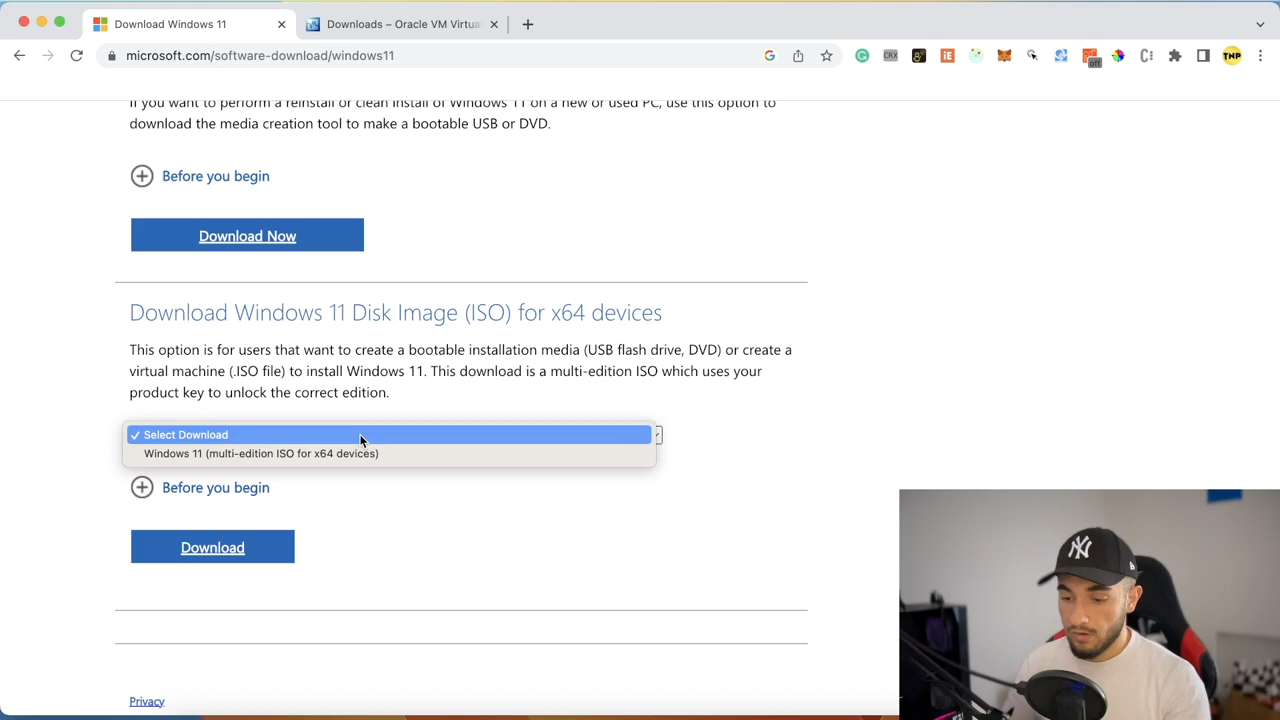 Download Windows 11
Downloads – Oracle VM Virtua
microsoft.com/software-download/windows11
off
TNP
If you want to perform a reinstall or clean install of Windows 11 on a new or used PC, use this option to
download the media creation tool to make a bootable USB or DVD.
Before you begin
Download Now
Download Windows 11 Disk Image (ISO) for x64 devices
This option is for users that want to create a bootable installation media (USB flash drive, DVD) or create a
virtual machine (.ISO file) to install Windows 11. This download is a multi-edition ISO which uses your
product key to unlock the correct edition.
Select Download
Windows 11 (multi-edition ISO for x64 devices)
Before you begin
Download
Privacy